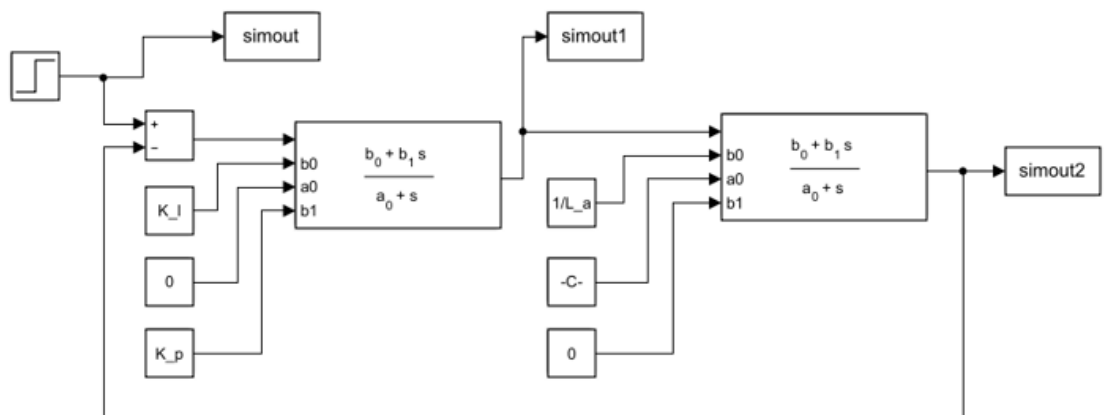 simout
simout1
+
−
b0
a0
b1
b₀ + b₁ s
a₀ + s
K_I
0
K_p
b0
a0
b1
b₀ + b₁ s
a₀ + s
1/L_a
-C-
0
simout2